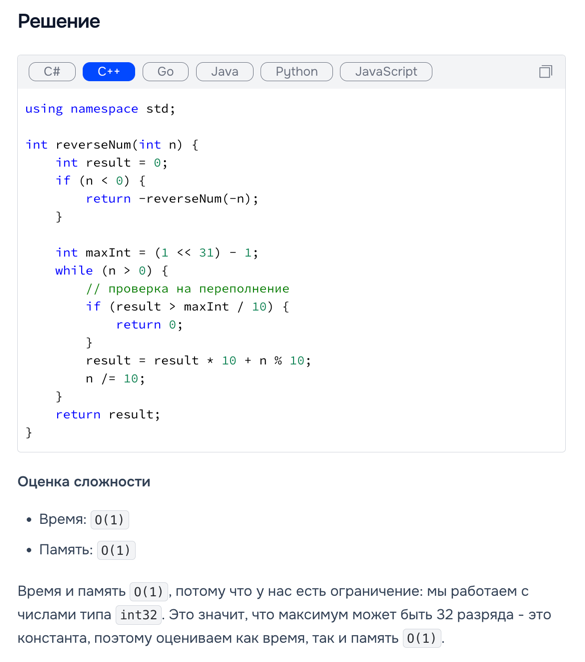 Решение
C# C++ Go Java Python JavaScript
using namespace std;
int reverseNum(int n) {
    int result = 0;
    if (n < 0) {
        return -reverseNum(-n);
    }
    int maxInt = (1 << 31) - 1;
    while (n > 0) {
        // проверка на переполнение
        if (result > maxInt / 10) {
            return 0;
        }
        result = result * 10 + n % 10;
        n /= 10;
    }
    return result;
}
Оценка сложности
• Время: O(1)
• Память: O(1)
Время и память O(1), потому что у нас есть ограничение: мы работаем с
числами типа int32. Это значит, что максимум может быть 32 разряда - это
константа, поэтому оцениваем как время, так и память O(1).